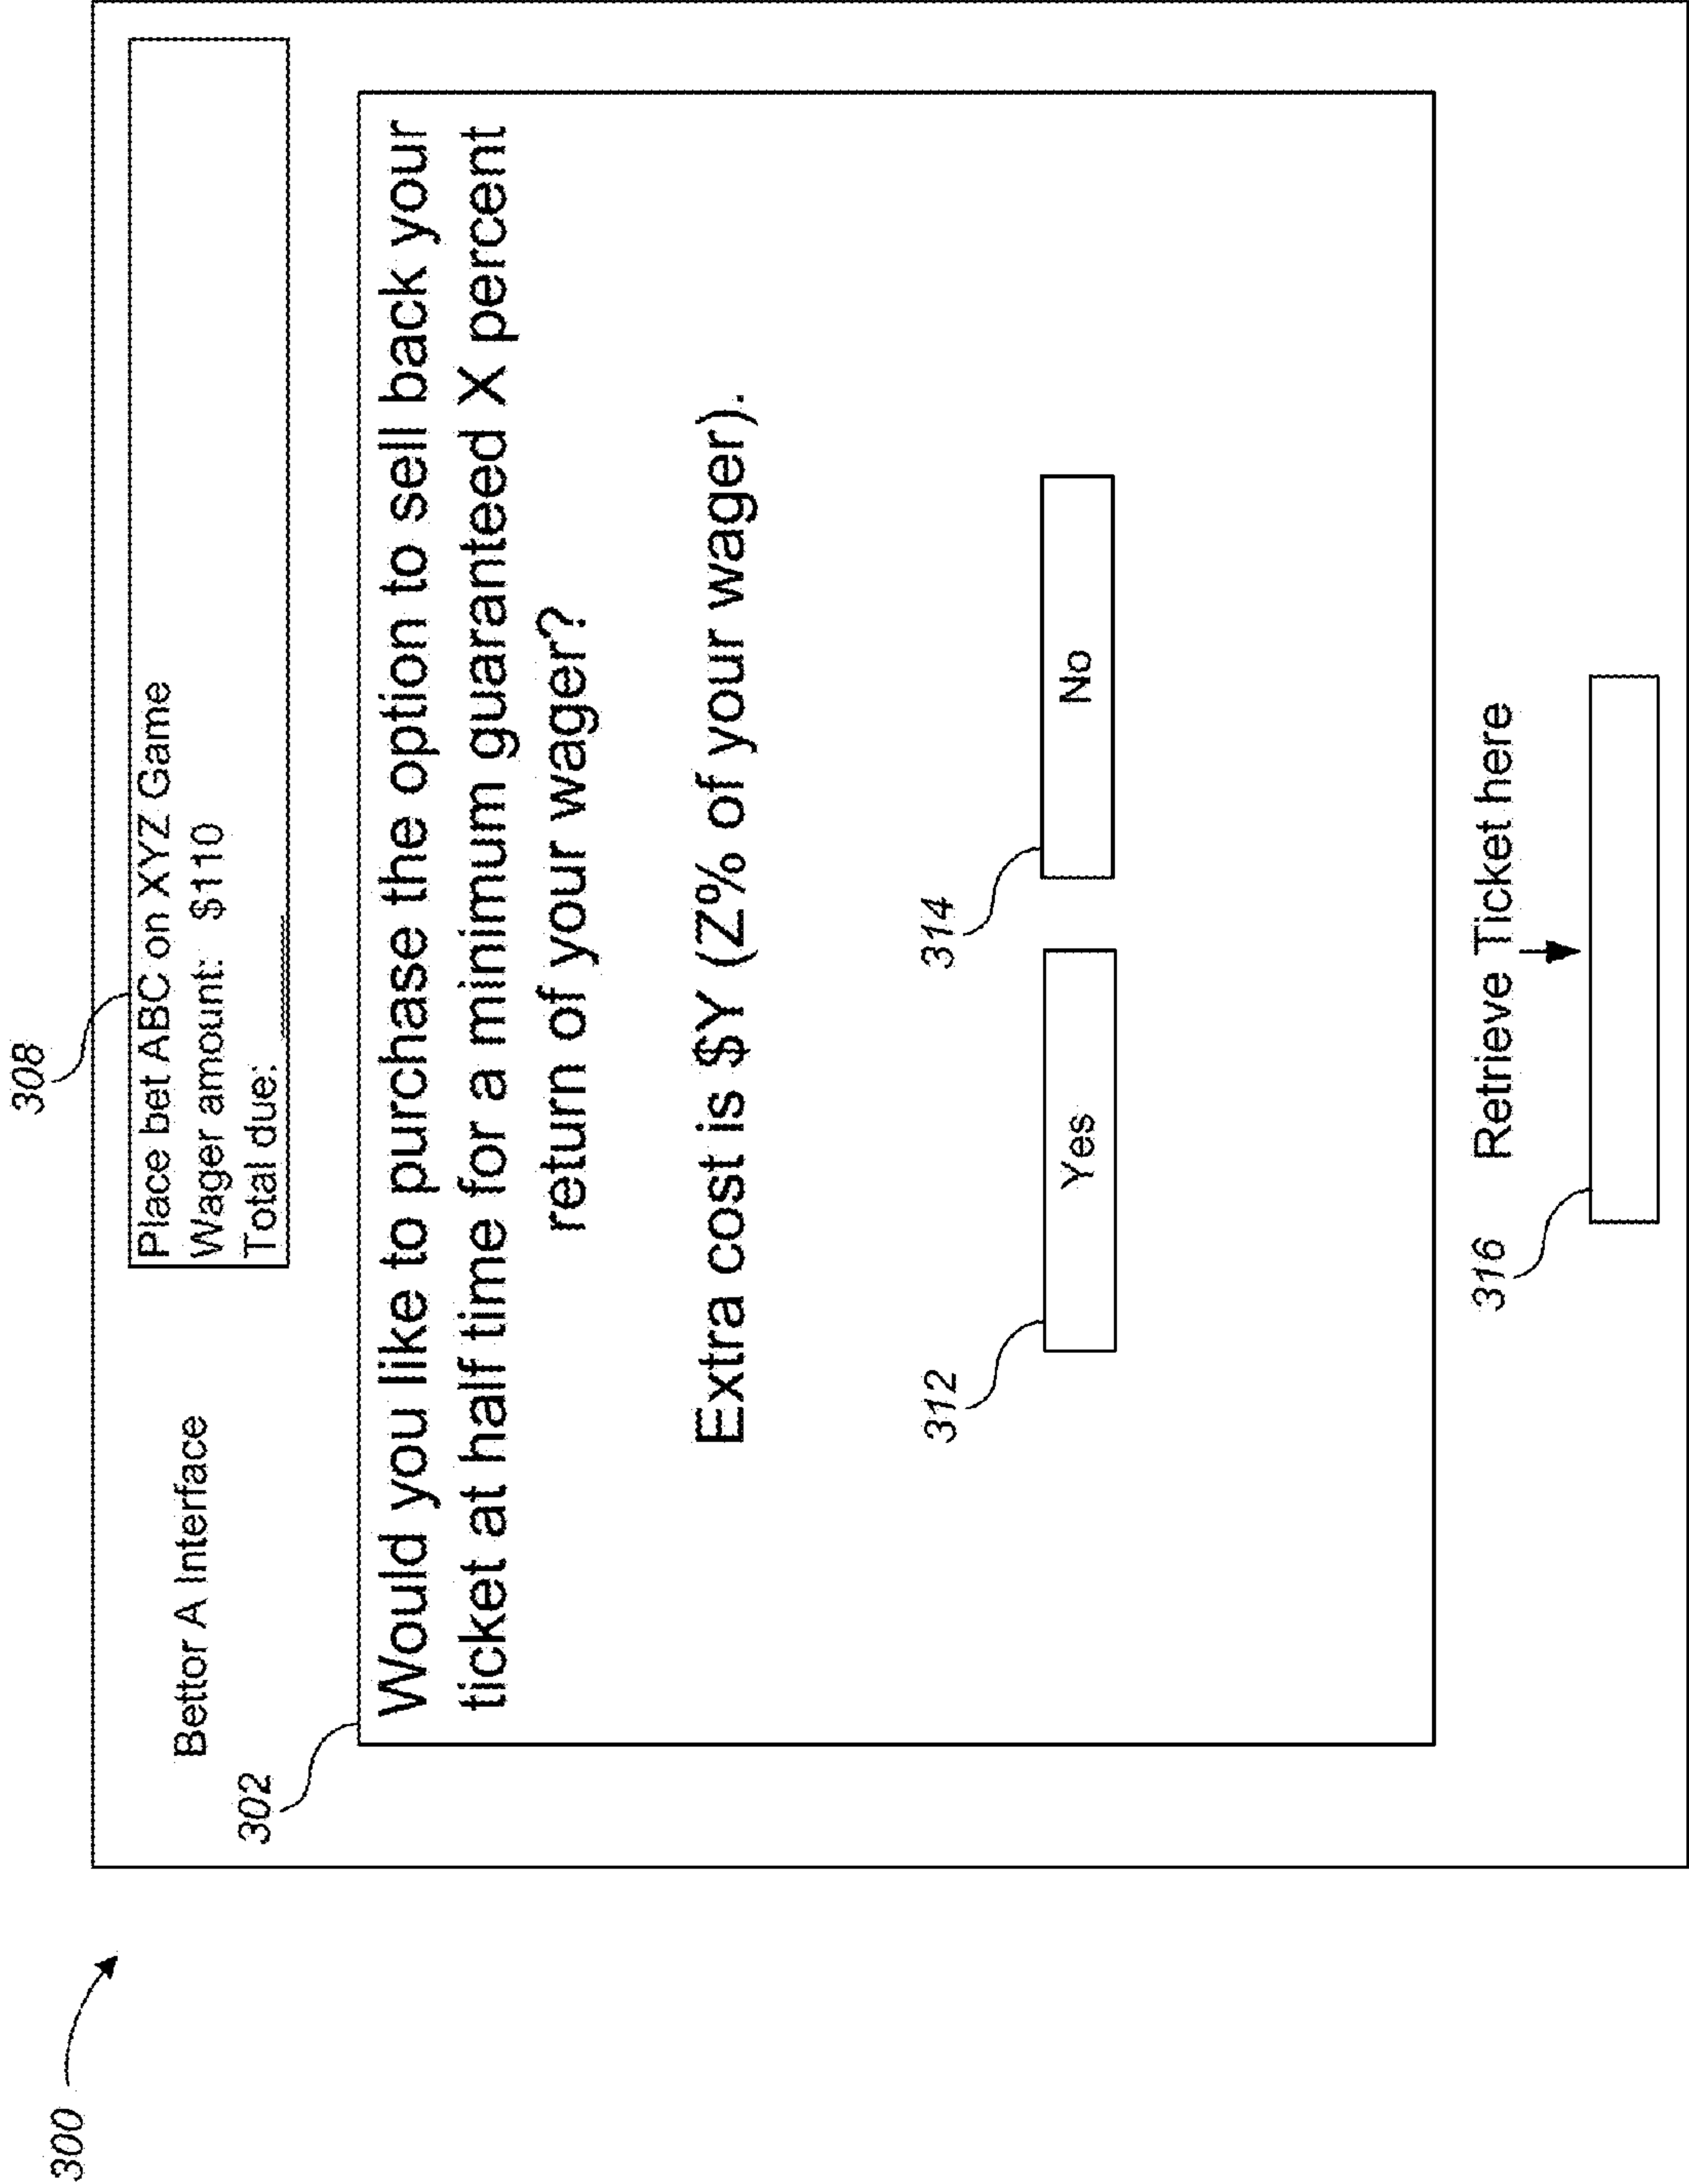 300
308
Bettor A Interface
Place bet ABC on XYZ Game
Wager amount: $110
Total due:
302
Would you like to purchase the option to sell back your
ticket at half time for a minimum guaranteed X percent
return of your wager?
Extra cost is $Y (Z% of your wager).
312
314
Yes
No
316
Retrieve Ticket here